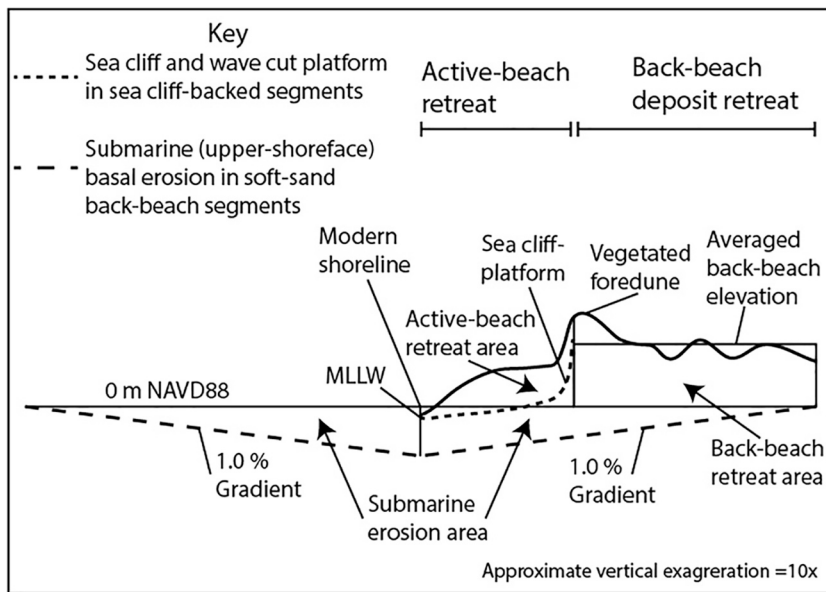 Key
Sea cliff and wave cut platform
in sea cliff-backed segments
Submarine (upper-shoreface)
basal erosion in soft-sand
back-beach segments
Active-beach
retreat
Back-beach
deposit retreat
Modern
shoreline
Sea cliff-
platform
Vegetated
foredune
Averaged
back-beach
elevation
Active-beach
retreat area
MLLW
0 m NAVD88
1.0 %
Gradient
Submarine
erosion area
1.0 %
Gradient
Back-beach
retreat area
Approximate vertical exagreration =10x